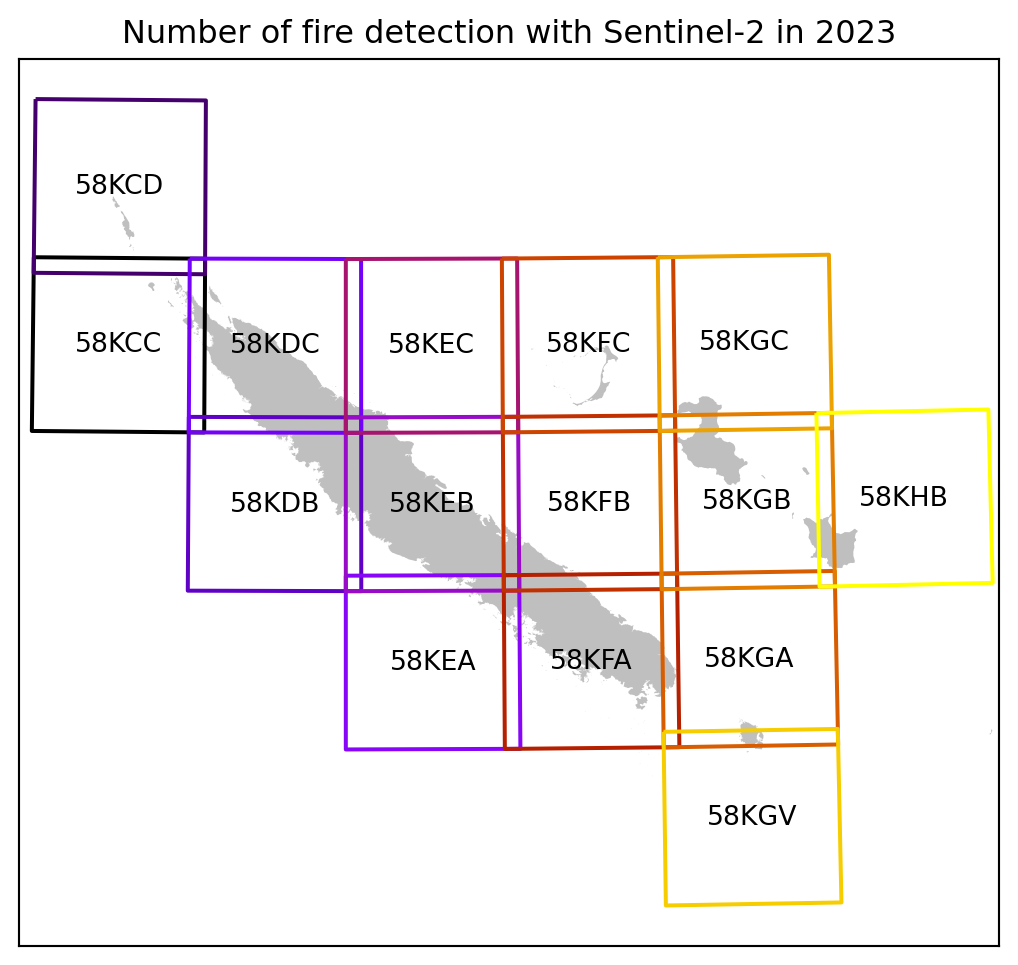 Number of fire detection with Sentinel-2 in 2023
58KCD
58KCC
58KDC
58KEC
58KFC
58KGC
58KDB
58KEB
58KFB
58KGB
58KHB
58KEA
58KFA
58KGA
58KGV